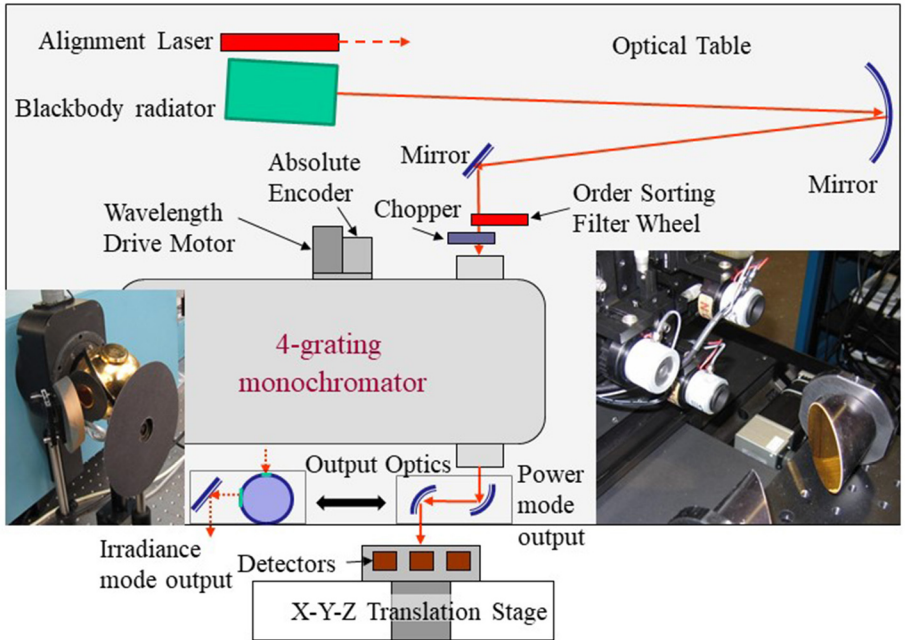 Alignment Laser
Optical Table
Blackbody radiator
Mirror
Mirror
Absolute
Encoder
Chopper
Order Sorting
Filter Wheel
Wavelength
Drive Motor
4-grating
monochromator
Output Optics
Power
mode
output
Irradiance
mode output
Detectors
X-Y-Z Translation Stage